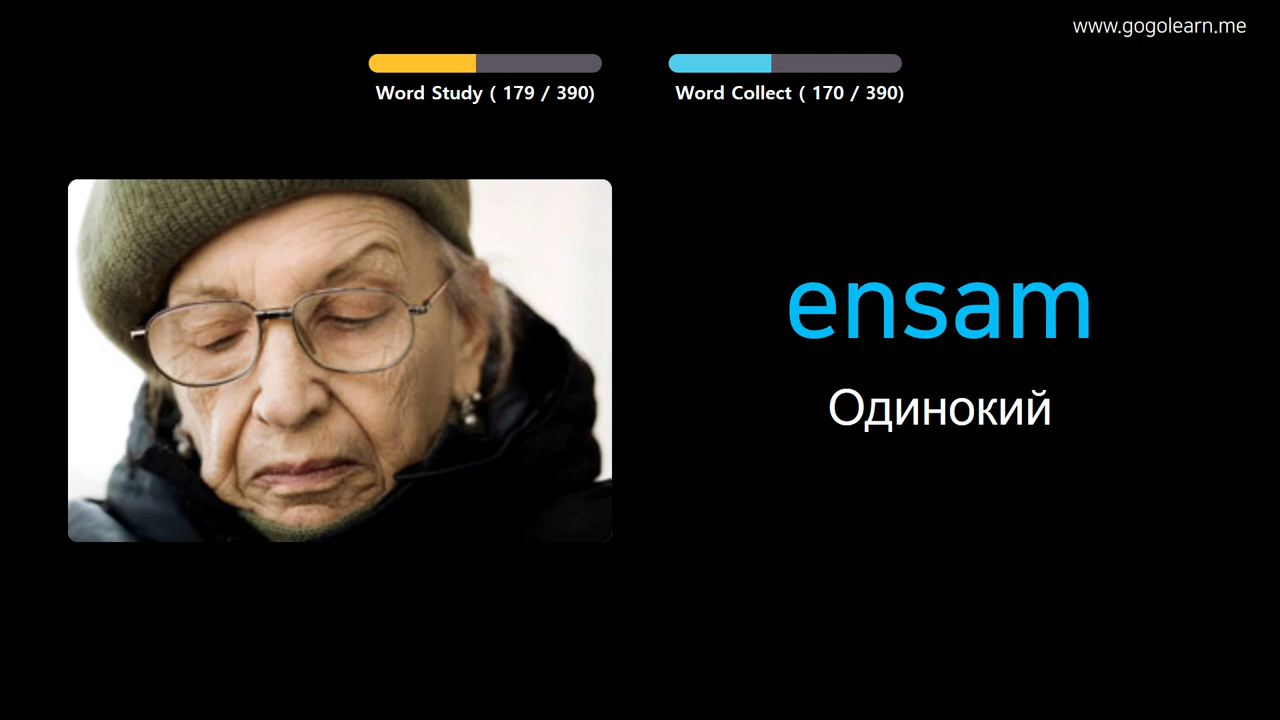 www.gogolearn.me
Word Study ( 179 / 390)
Word Collect ( 170 / 390)
ensam
Одинокий